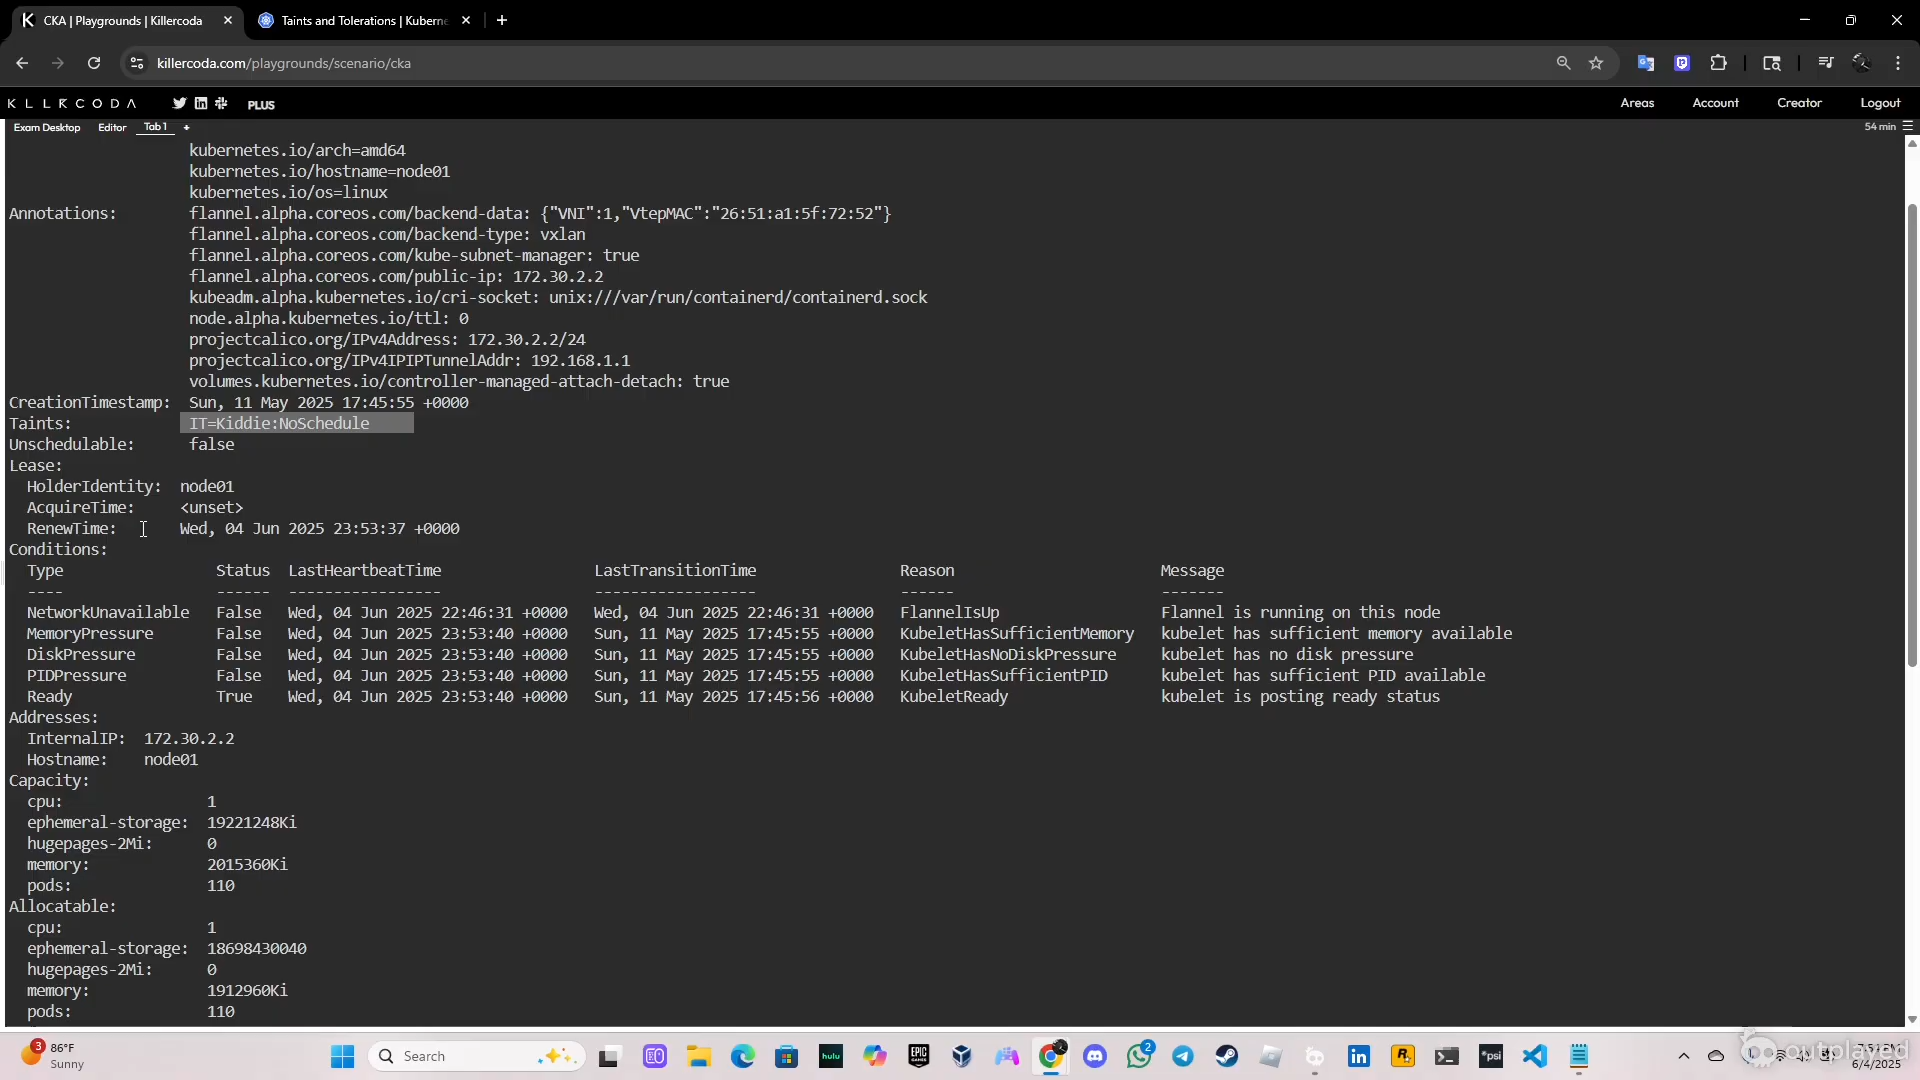 CKA | Playgrounds | Killercoda
Taints and Tolerations | Kuberne
killercoda.com/playgrounds/scenario/cka
KLLRCODA PLUS Areas Account Creator Logout
Exam Desktop Editor Tab 1 + 54 min
kubernetes.io/arch=amd64
kubernetes.io/hostname=node01
kubernetes.io/os=linux
Annotations: flannel.alpha.coreos.com/backend-data: {"VNI":1,"VtepMAC":"26:51:a1:5f:72:52"}
flannel.alpha.coreos.com/backend-type: vxlan
flannel.alpha.coreos.com/kube-subnet-manager: true
flannel.alpha.coreos.com/public-ip: 172.30.2.2
kubeadm.alpha.kubernetes.io/cri-socket: unix:///var/run/containerd/containerd.sock
node.alpha.kubernetes.io/ttl: 0
projectcalico.org/IPv4Address: 172.30.2.2/24
projectcalico.org/IPv4IPIPTunnelAddr: 192.168.1.1
volumes.kubernetes.io/controller-managed-attach-detach: true
CreationTimestamp: Sun, 11 May 2025 17:45:55 +0000
Taints: IT=Kiddie:NoSchedule
Unschedulable: false
Lease:
HolderIdentity: node01
AcquireTime: <unset>
RenewTime: Wed, 04 Jun 2025 23:53:37 +0000
Conditions:
Type Status LastHeartbeatTime LastTransitionTime Reason Message
---- ------ ----------------- ------------------ ------ -------
NetworkUnavailable False Wed, 04 Jun 2025 22:46:31 +0000 Wed, 04 Jun 2025 22:46:31 +0000 FlannelIsUp Flannel is running on this node
MemoryPressure False Wed, 04 Jun 2025 23:53:40 +0000 Sun, 11 May 2025 17:45:55 +0000 KubeletHasSufficientMemory kubelet has sufficient memory available
DiskPressure False Wed, 04 Jun 2025 23:53:40 +0000 Sun, 11 May 2025 17:45:55 +0000 KubeletHasNoDiskPressure kubelet has no disk pressure
PIDPressure False Wed, 04 Jun 2025 23:53:40 +0000 Sun, 11 May 2025 17:45:55 +0000 KubeletHasSufficientPID kubelet has sufficient PID available
Ready True Wed, 04 Jun 2025 23:53:40 +0000 Sun, 11 May 2025 17:45:56 +0000 KubeletReady kubelet is posting ready status
Addresses:
InternalIP: 172.30.2.2
Hostname: node01
Capacity:
cpu: 1
ephemeral-storage: 19221248Ki
hugepages-2Mi: 0
memory: 2015360Ki
pods: 110
Allocatable:
cpu: 1
ephemeral-storage: 18698430040
hugepages-2Mi: 0
memory: 1912960Ki
pods: 110
3 86°F
Sunny
Search
hulu
EPIC GAMES
2
R
*psi
outplayed
6/4/2025